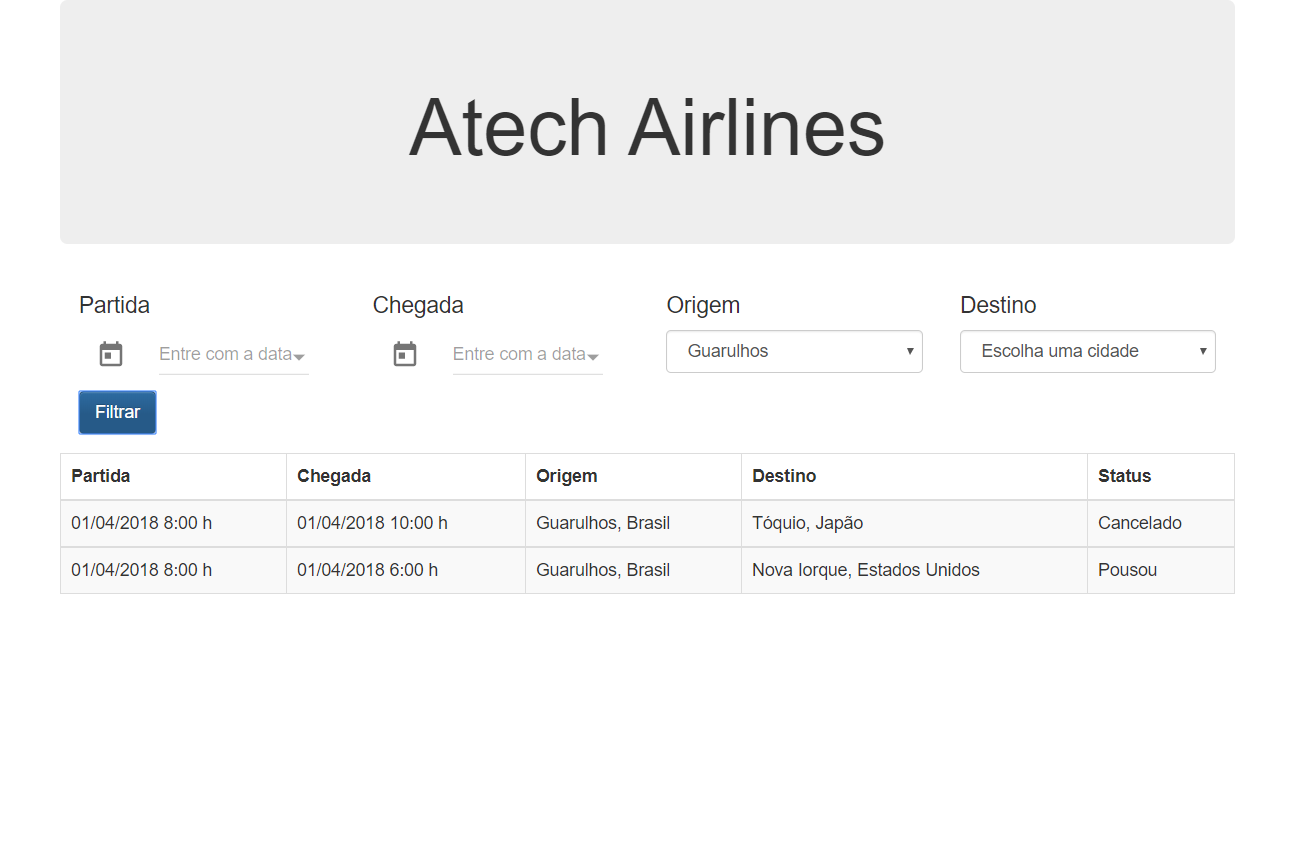 Atech Airlines
Partida Chegada Origem Destino
Entre com a data Entre com a data Guarulhos Escolha uma cidade
Filtrar
Partida Chegada Origem Destino Status
01/04/2018 8:00 h 01/04/2018 10:00 h Guarulhos, Brasil Tóquio, Japão Cancelado
01/04/2018 8:00 h 01/04/2018 6:00 h Guarulhos, Brasil Nova Iorque, Estados Unidos Pousou